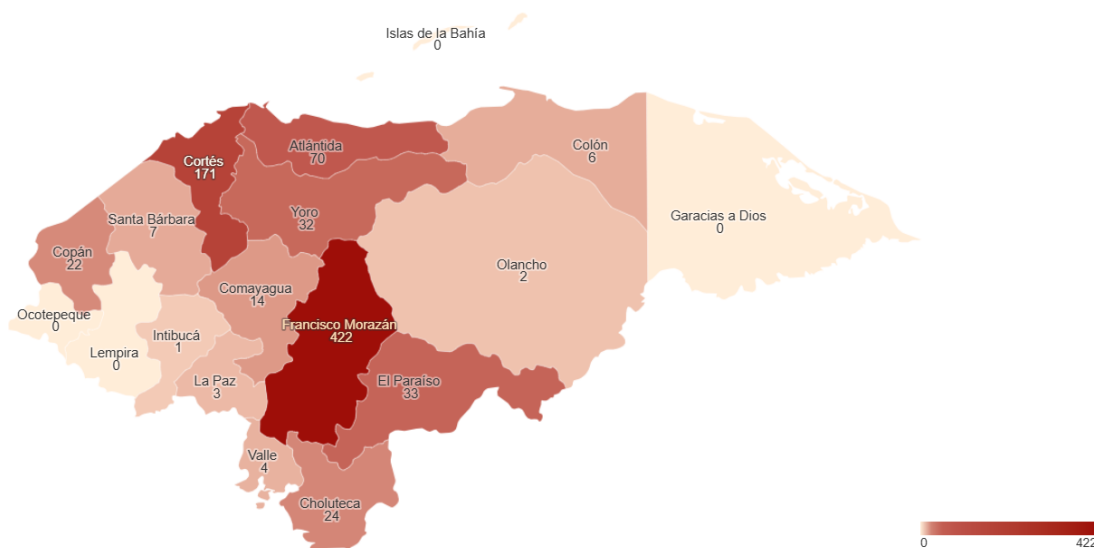 Islas de la Bahía
0
Atlántida
70
Colón
6
Cortés
171
Garacias a Dios
0
Yoro
32
Santa Bárbara
7
Copán
22
Olancho
2
Comayagua
14
Ocotepeque
0
Francisco Morazán
422
Intibucá
1
Lempira
0
La Paz
3
El Paraíso
33
Valle
4
Choluteca
24
0
422